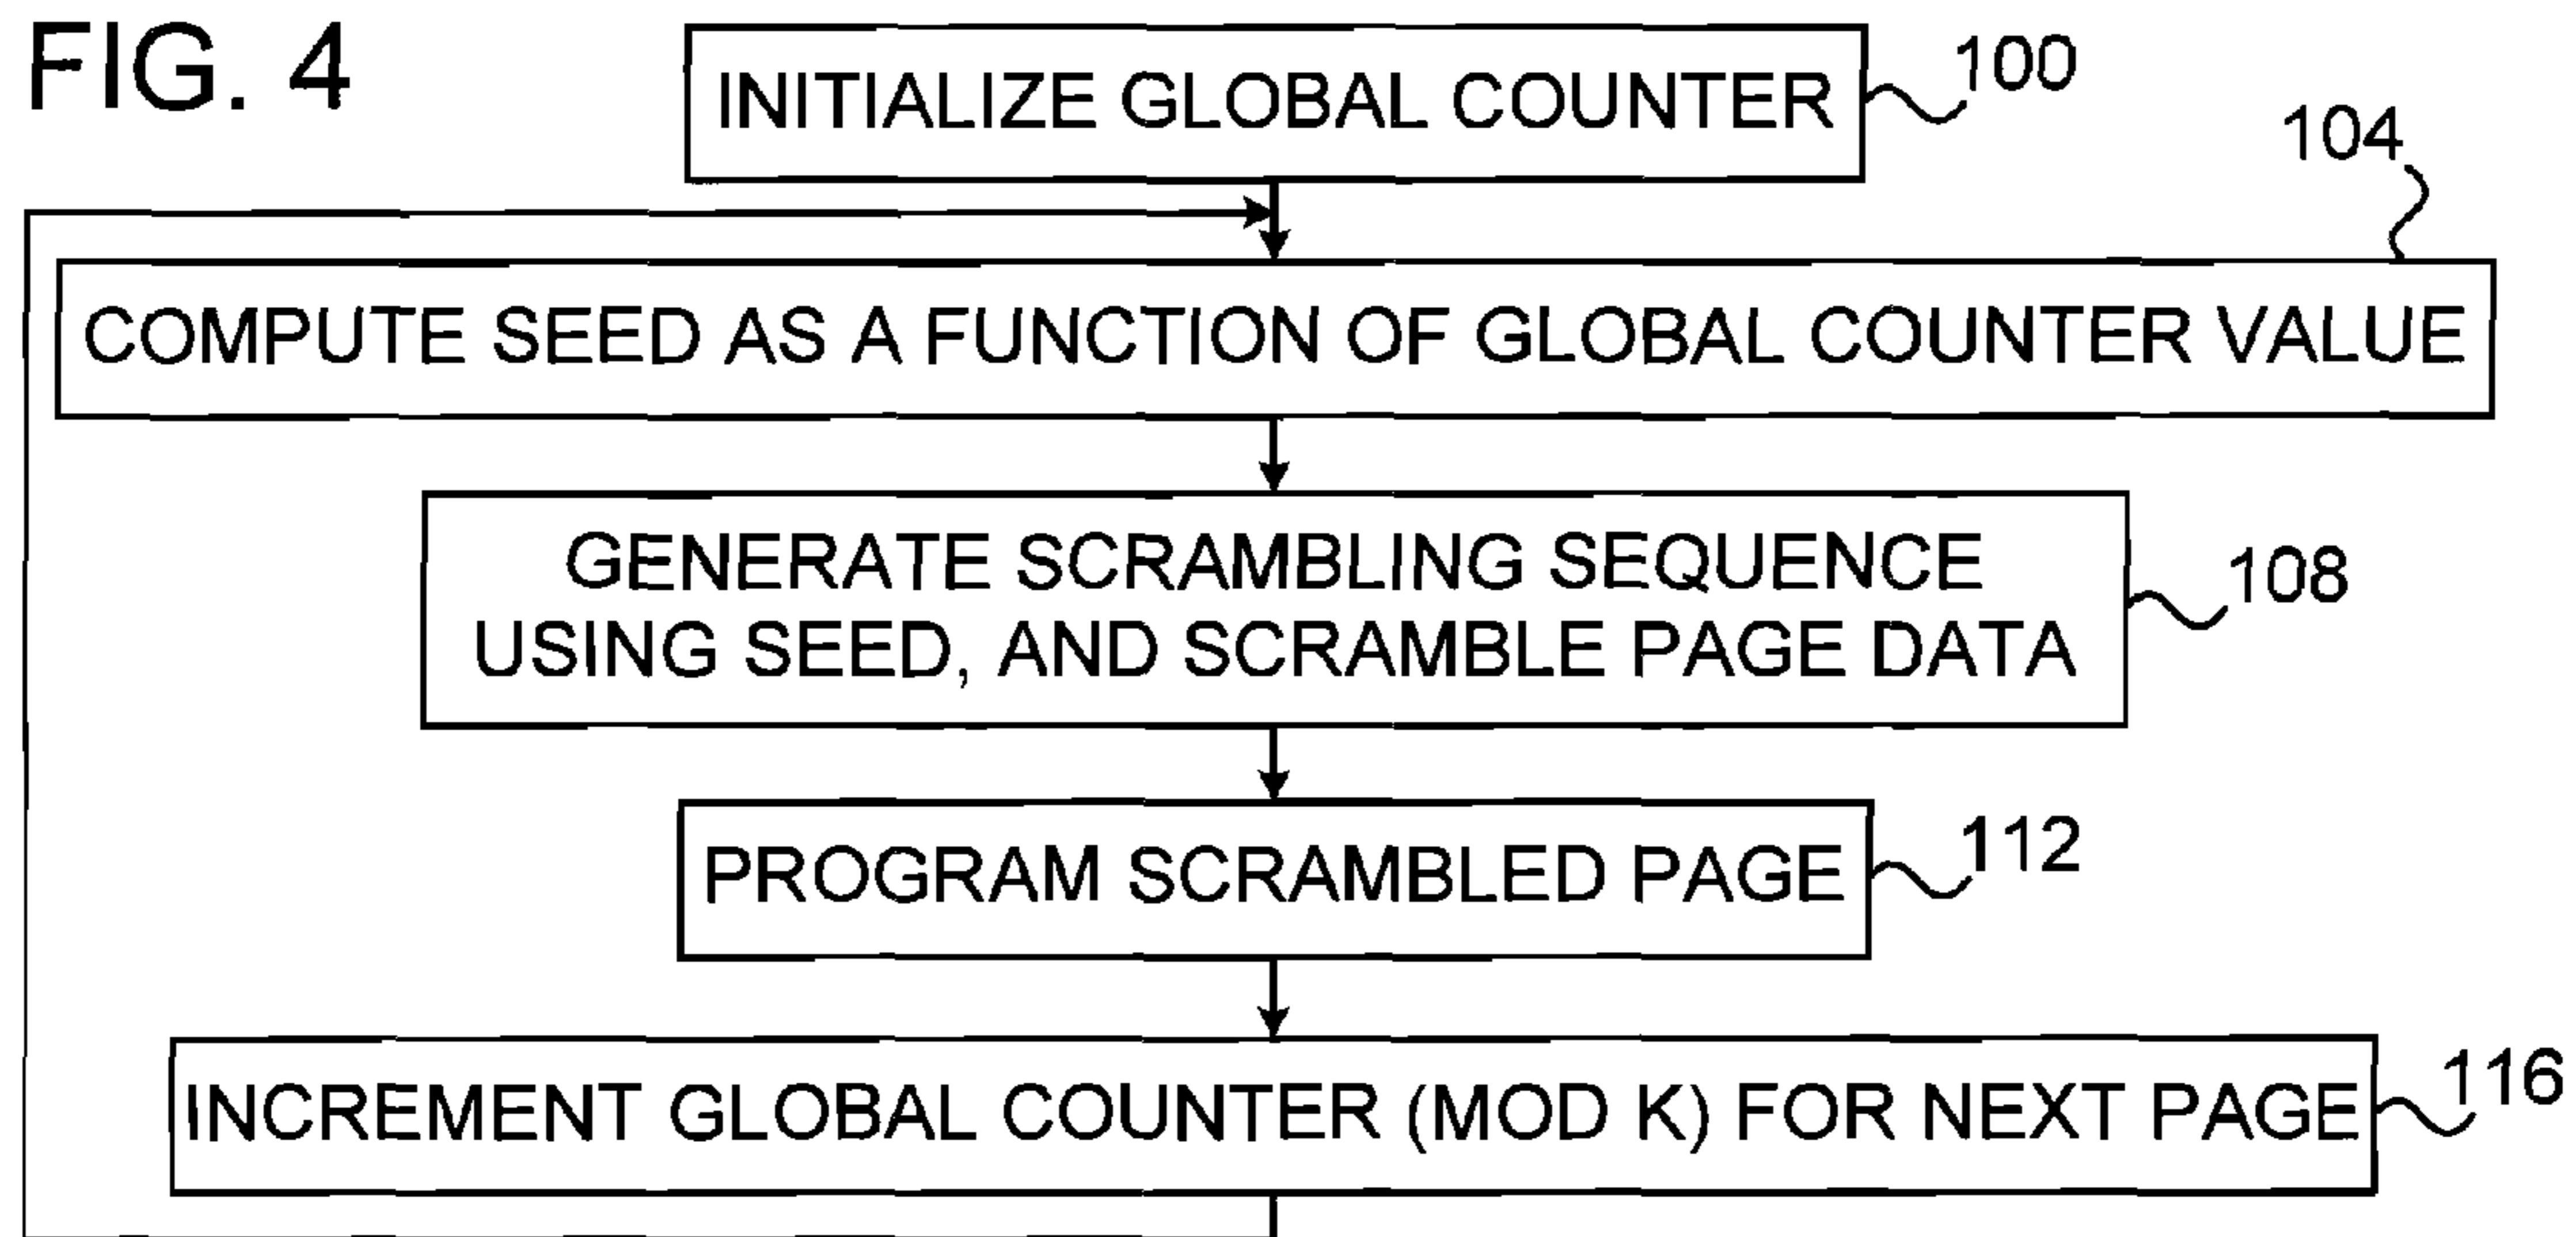 FIG. 4
INITIALIZE GLOBAL COUNTER
100
104
COMPUTE SEED AS A FUNCTION OF GLOBAL COUNTER VALUE
GENERATE SCRAMBLING SEQUENCE
USING SEED, AND SCRAMBLE PAGE DATA
108
PROGRAM SCRAMBLED PAGE
112
INCREMENT GLOBAL COUNTER (MOD K) FOR NEXT PAGE
116